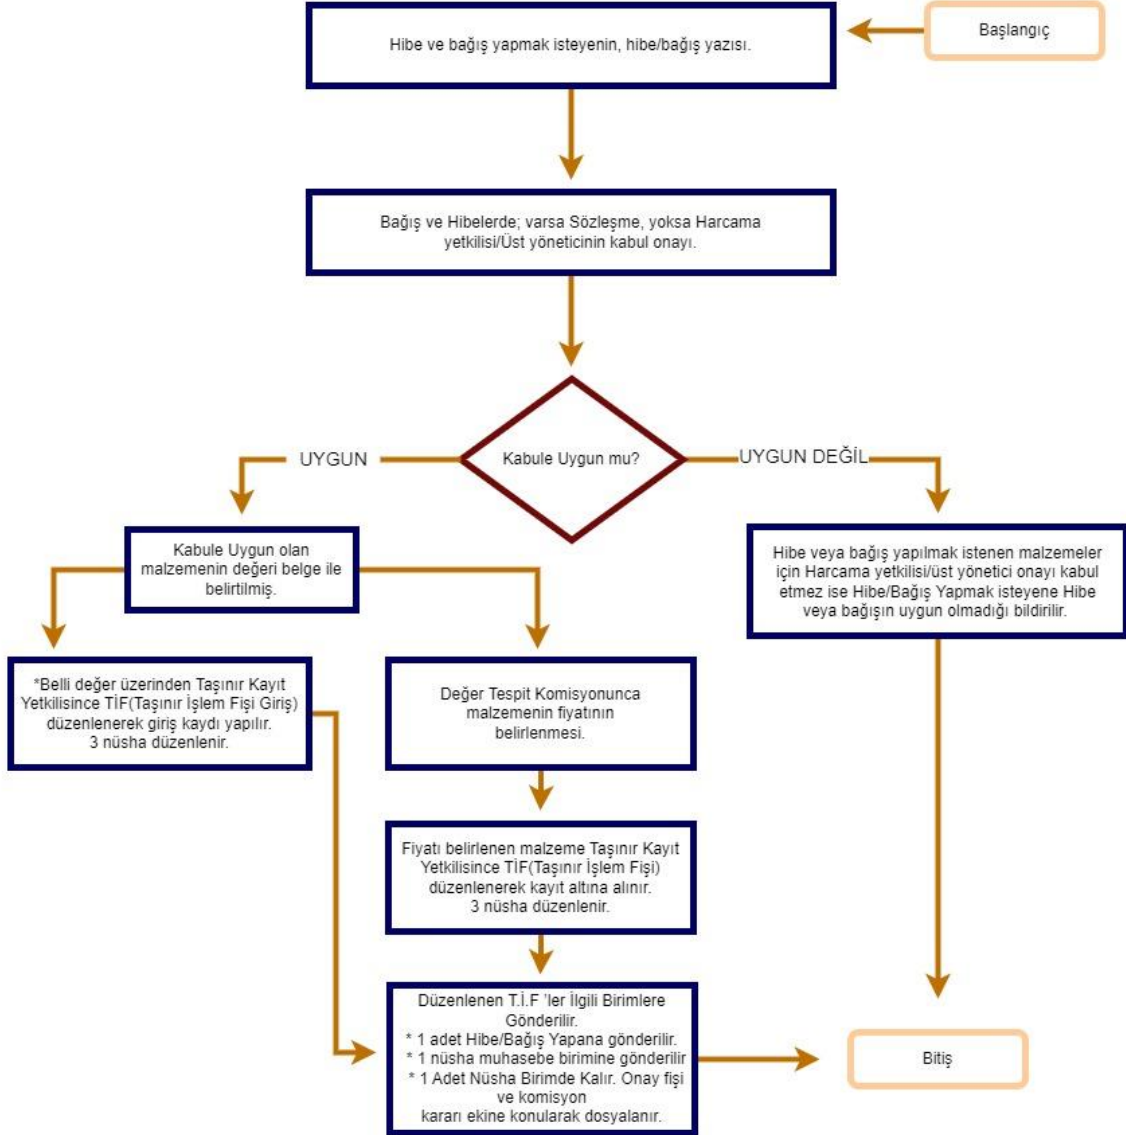 Başlangıç
Hibe ve bağış yapmak isteyenin, hibe/bağış yazısı.
Bağış ve Hibelerde; varsa Sözleşme, yoksa Harcama
yetkilisi/Üst yöneticinin kabul onayı.
Kabule Uygun mu?
UYGUN
UYGUN DEĞİL
Kabule Uygun olan
malzemenin değeri belge ile
belirtilmiş.
Hibe veya bağış yapılmak istenen malzemeler
için Harcama yetkilisi/üst yönetici onayı kabul
etmez ise Hibe/Bağış Yapmak isteyene Hibe
veya bağışın uygun olmadığı bildirilir.
*Belli değer üzerinden Taşınır Kayıt
Yetkilisince TİF(Taşınır İşlem Fişi Giriş)
düzenlenerek giriş kaydı yapılır.
3 nüsha düzenlenir.
Değer Tespit Komisyonunca
malzemenin fiyatının
belirlenmesi.
Fiyatı belirlenen malzeme Taşınır Kayıt
Yetkilisince TİF(Taşınır İşlem Fişi)
düzenlenerek kayıt altına alınır.
3 nüsha düzenlenir.
Düzenlenen T.İ.F 'ler İlgili Birimlere
Gönderilir.
* 1 adet Hibe/Bağış Yapana gönderilir.
* 1 nüsha muhasebe birimine gönderilir
* 1 Adet Nüsha Birimde Kalır. Onay fişi
ve komisyon
kararı ekine konularak dosyalanır.
Bitiş